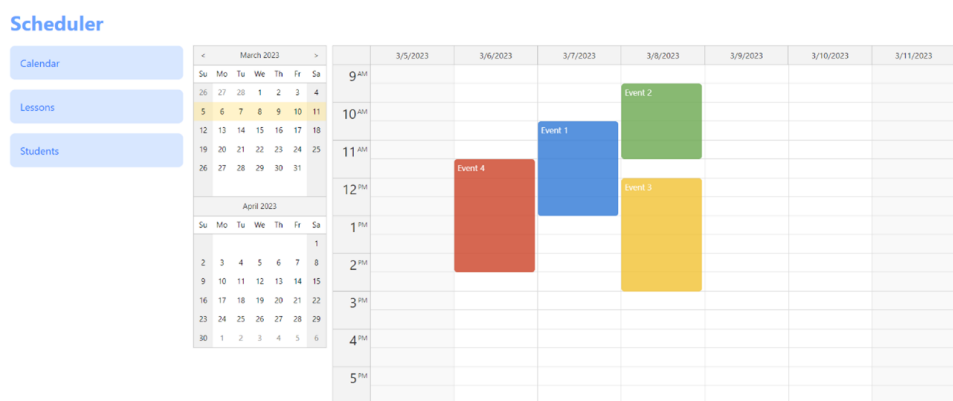 Scheduler
Calendar
Lessons
Students
< March 2023 >
Su Mo Tu We Th Fr Sa
26 27 28 1 2 3 4
5 6 7 8 9 10 11
12 13 14 15 16 17 18
19 20 21 22 23 24 25
26 27 28 29 30 31
April 2023
Su Mo Tu We Th Fr Sa
1
2 3 4 5 6 7 8
9 10 11 12 13 14 15
16 17 18 19 20 21 22
23 24 25 26 27 28 29
30 1 2 3 4 5 6
3/5/2023 3/6/2023 3/7/2023 3/8/2023 3/9/2023 3/10/2023 3/11/2023
9 AM
Event 2
10 AM
Event 1
11 AM
Event 4
12 PM
Event 3
1 PM
2 PM
3 PM
4 PM
5 PM